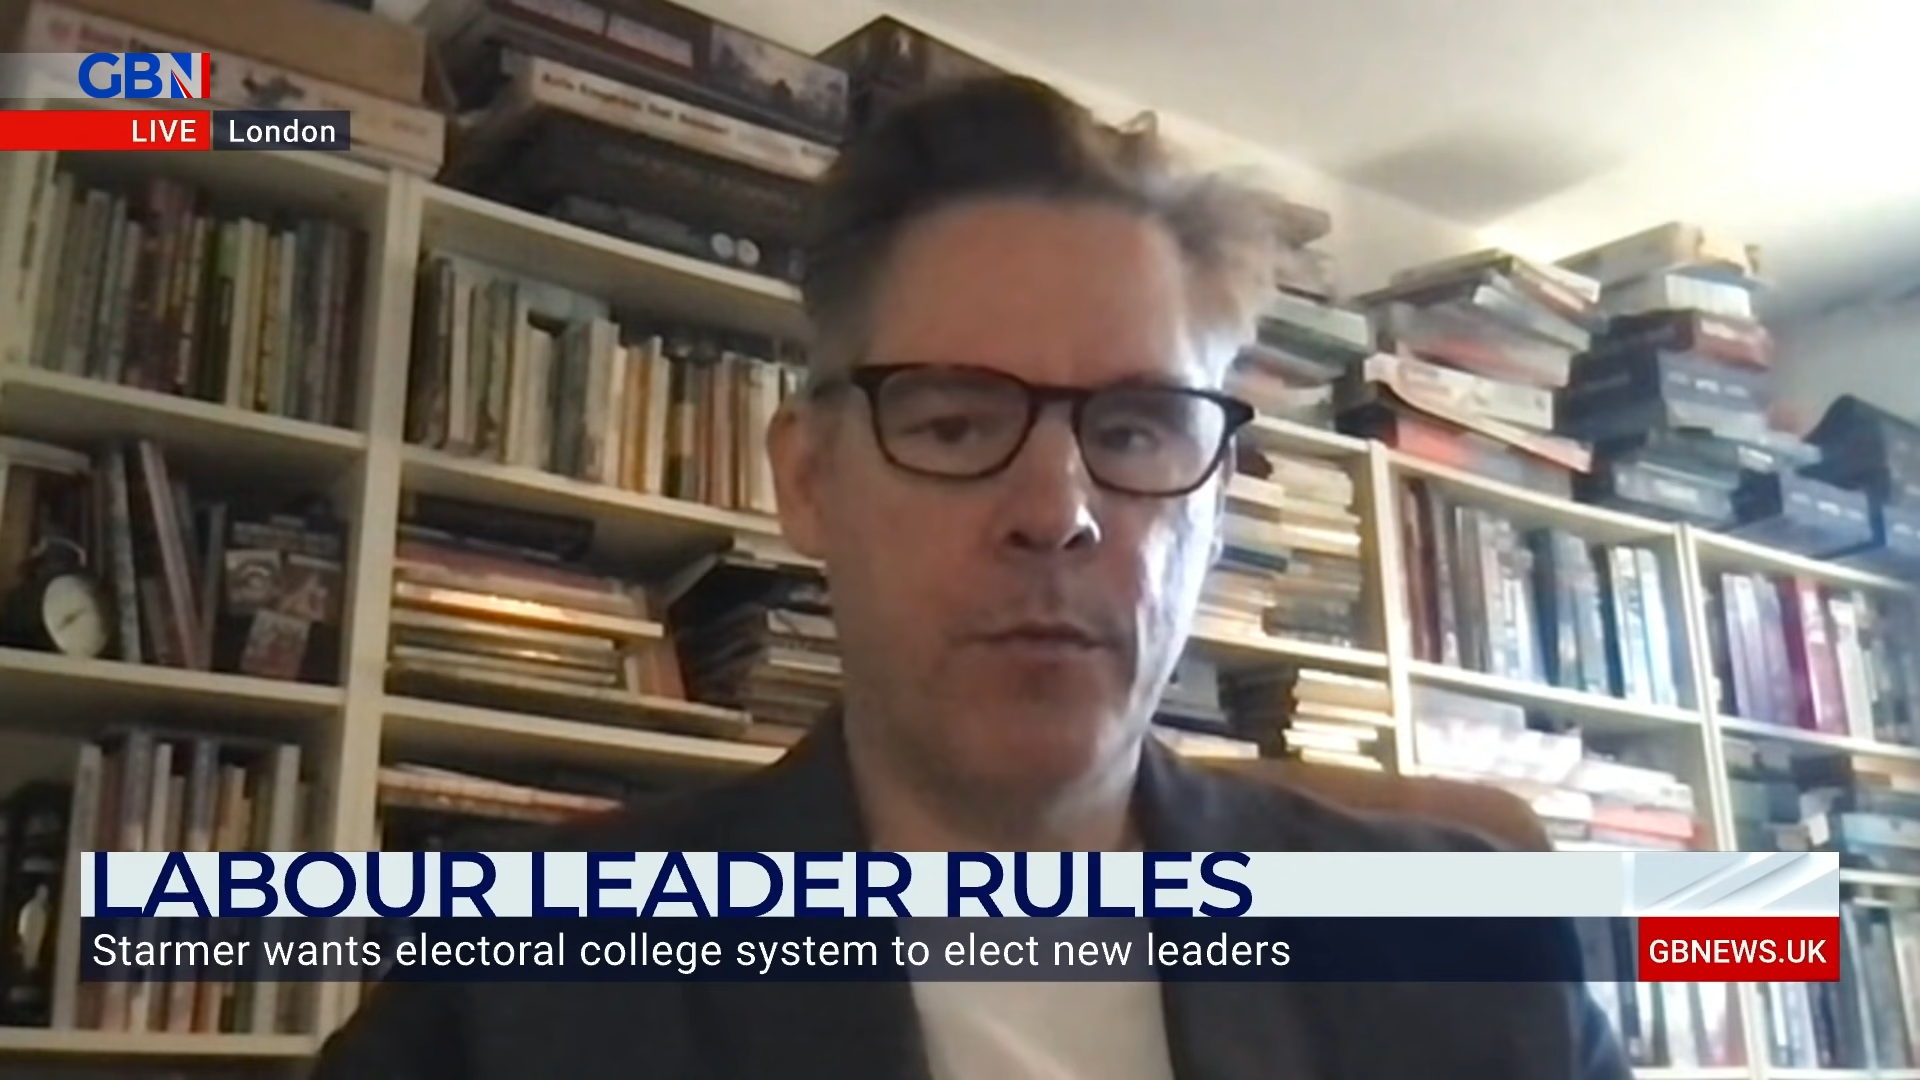 GBN
LIVE London
LABOUR LEADER RULES
Starmer wants electoral college system to elect new leaders
GBNEWS.UK